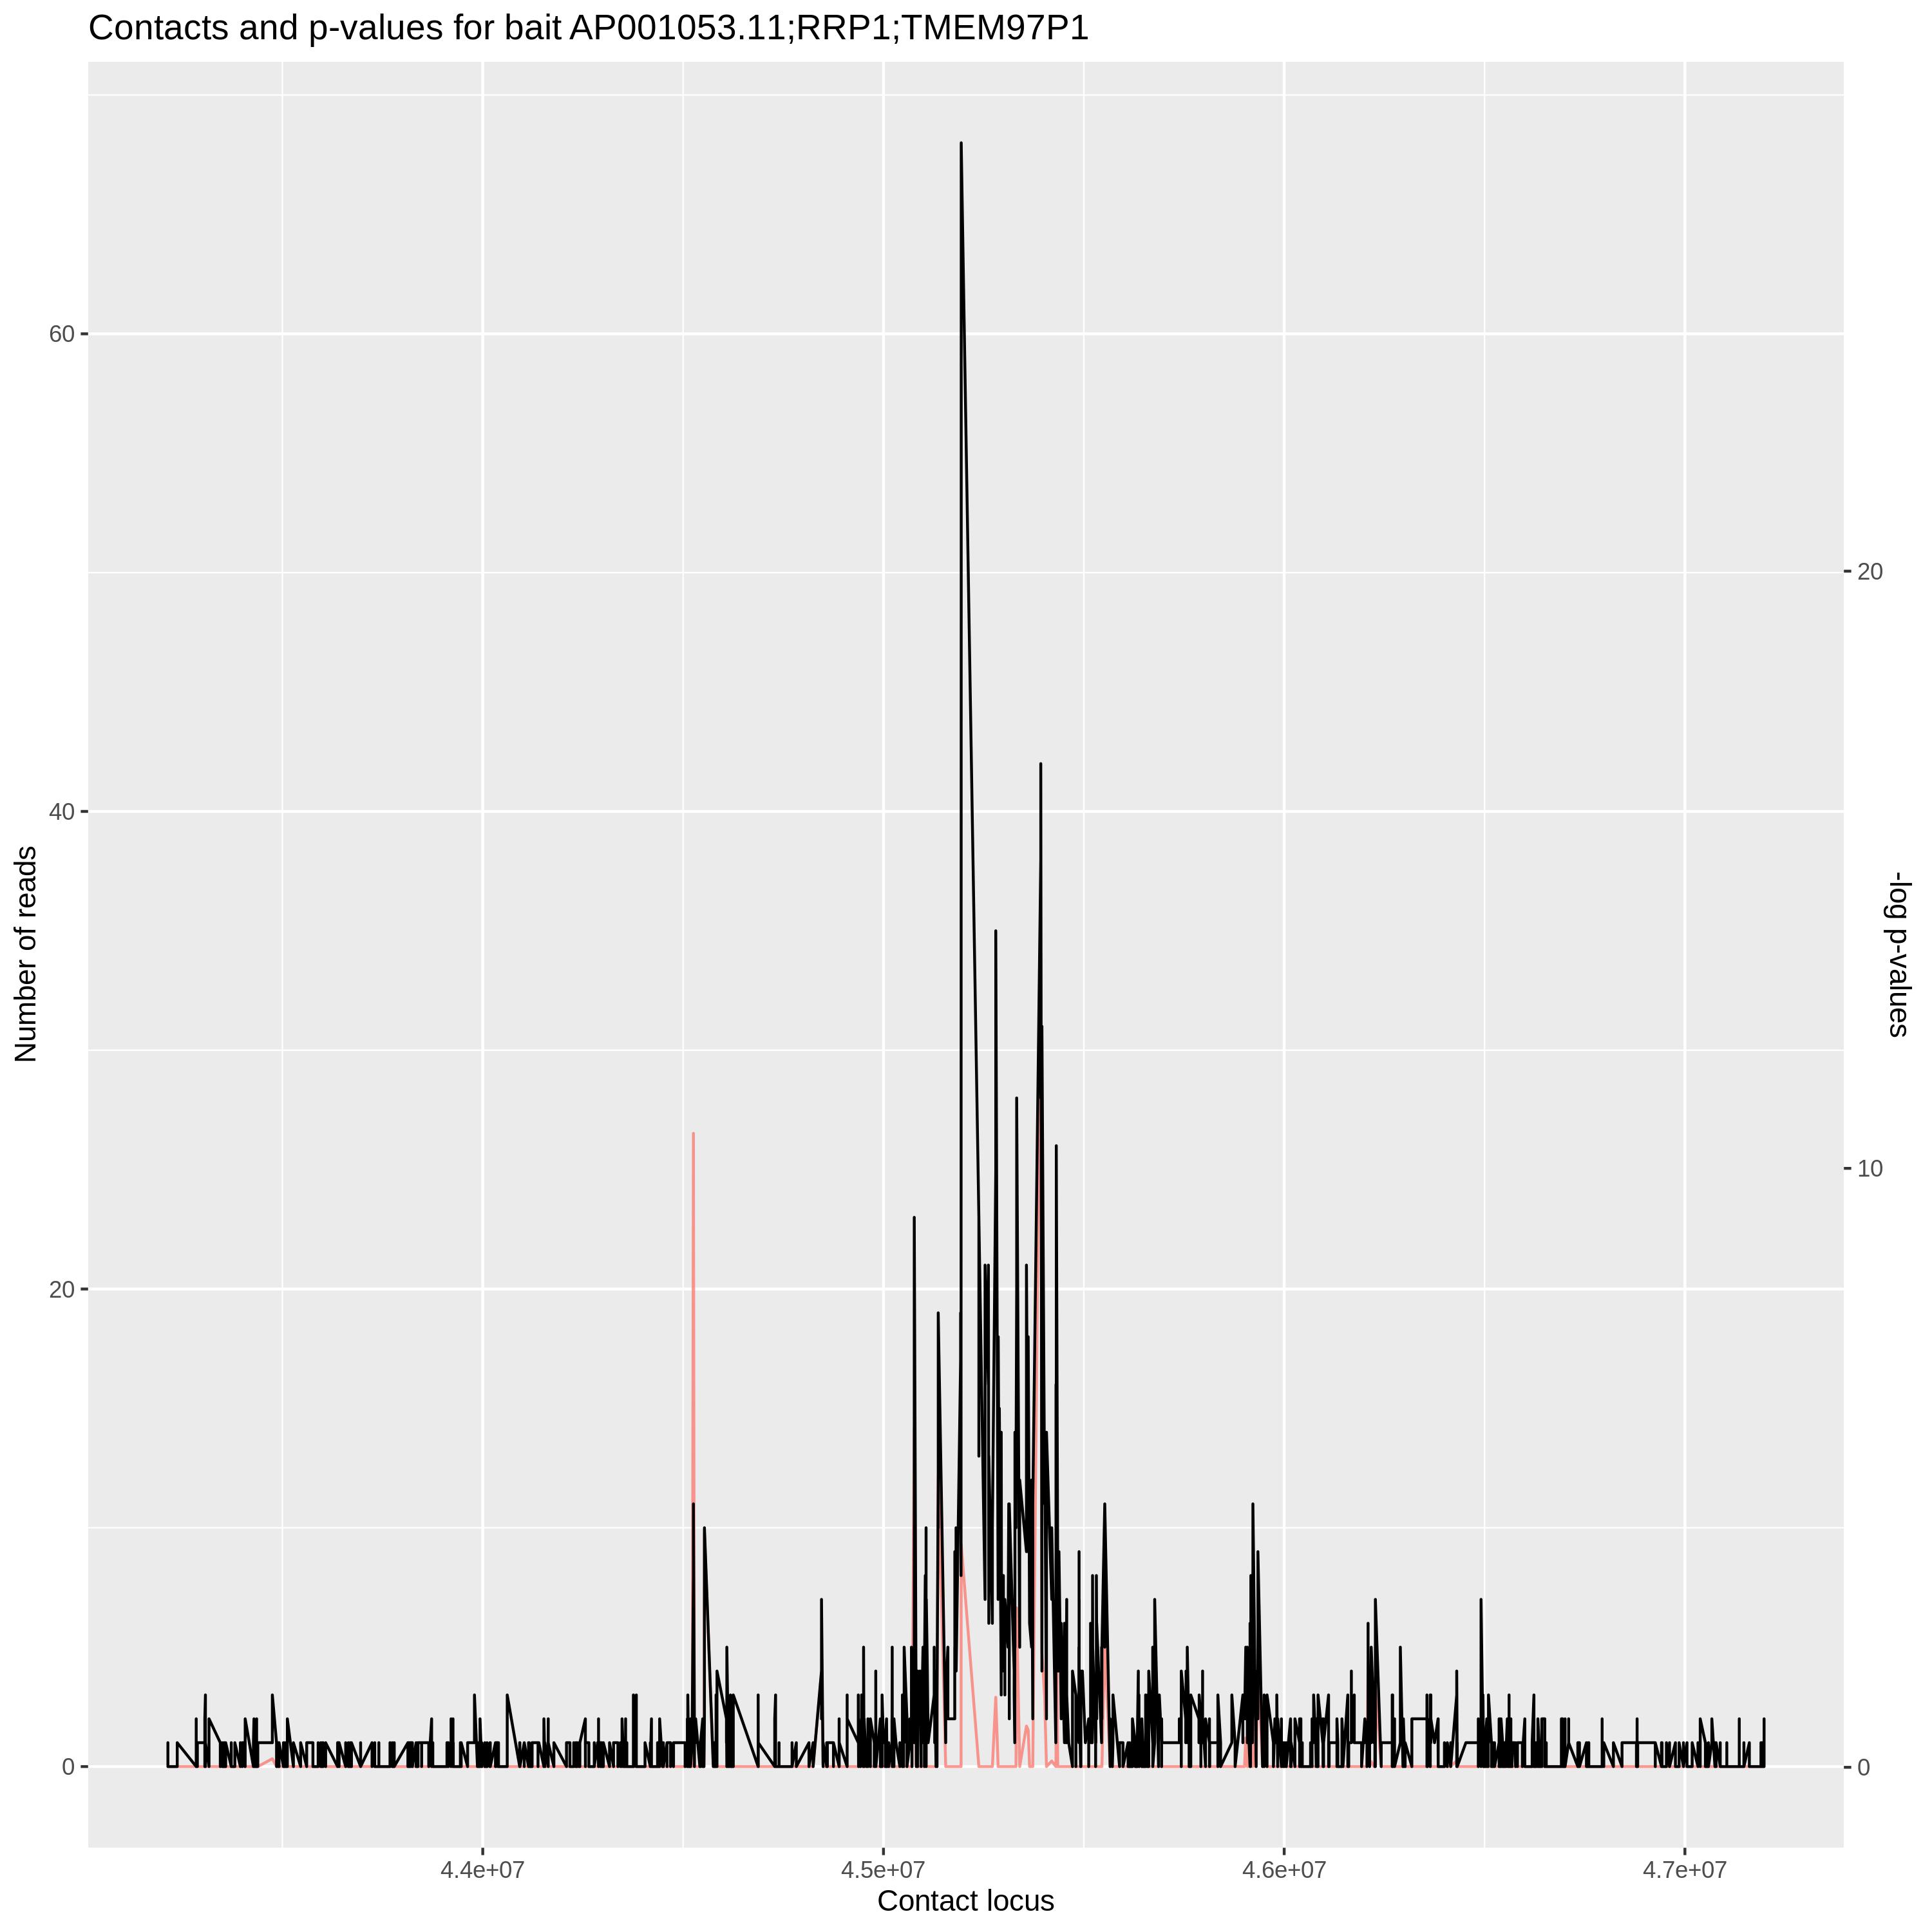 Contacts and p-values for bait AP001053.11;RRP1;TMEM97P1
Number of reads
60
40
20
0
20
10
0
-log p-values
4.4e+07
4.5e+07
4.6e+07
4.7e+07
Contact locus